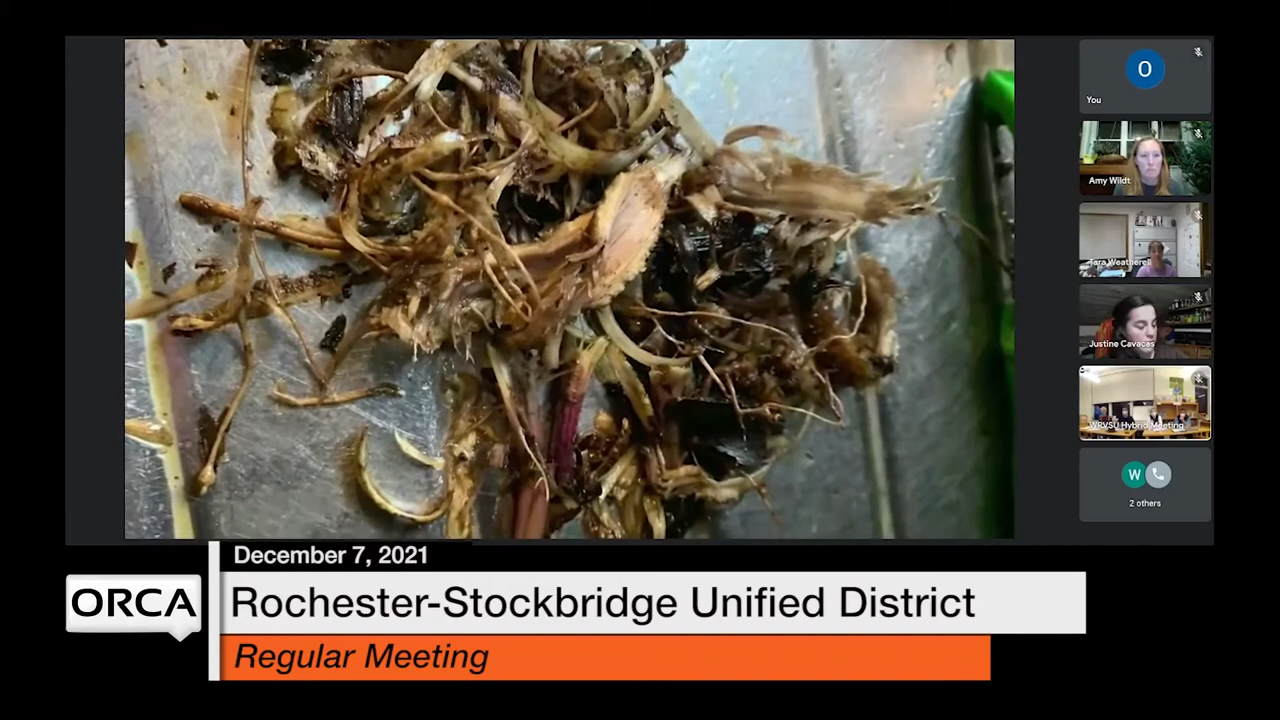 O
You
Amy Wildt
Tara Weatherell
Justine Cavacas
WRVSU Hybrid Meeting
W
2 others
December 7, 2021
ORCA
Rochester-Stockbridge Unified District
Regular Meeting